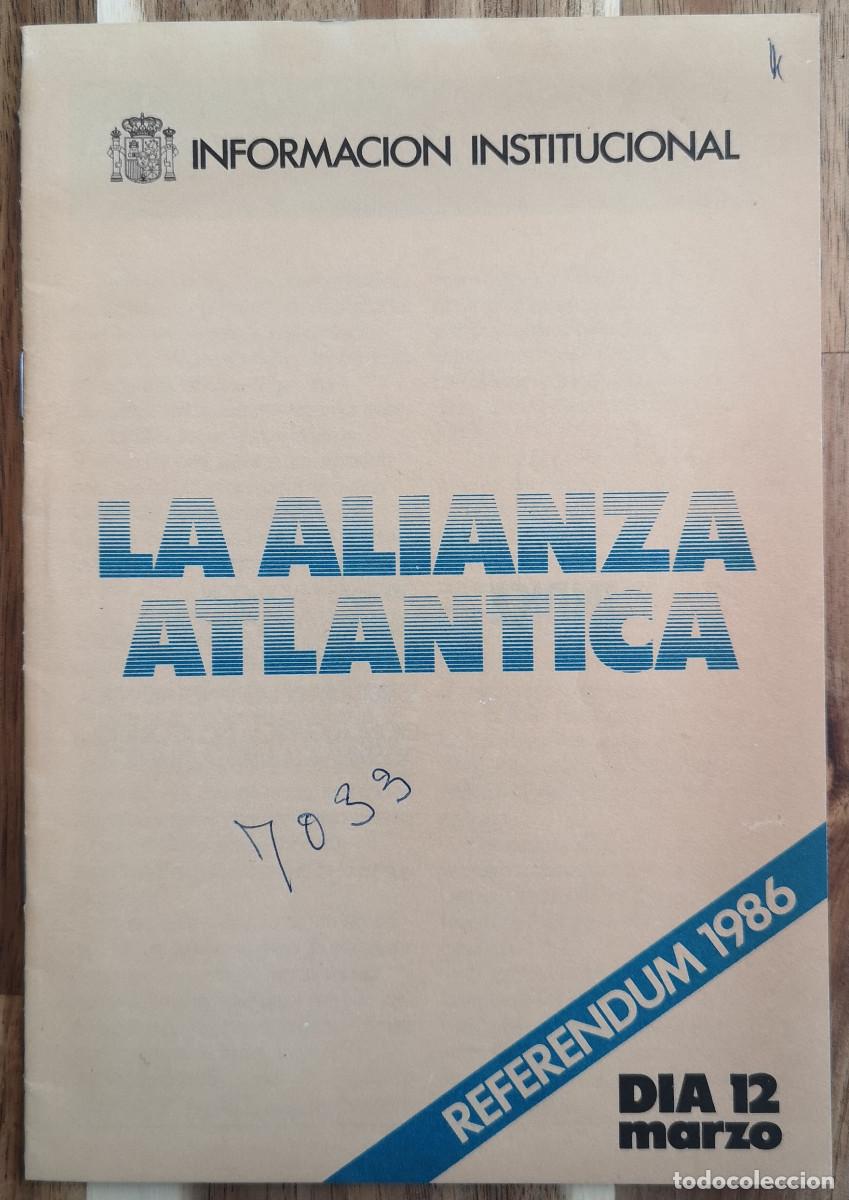 INFORMACION INSTITUCIONAL
LA ALIANZA
ATLANTICA
7033
REFERENDUM 1986
DIA 12
marzo
todocoleccion